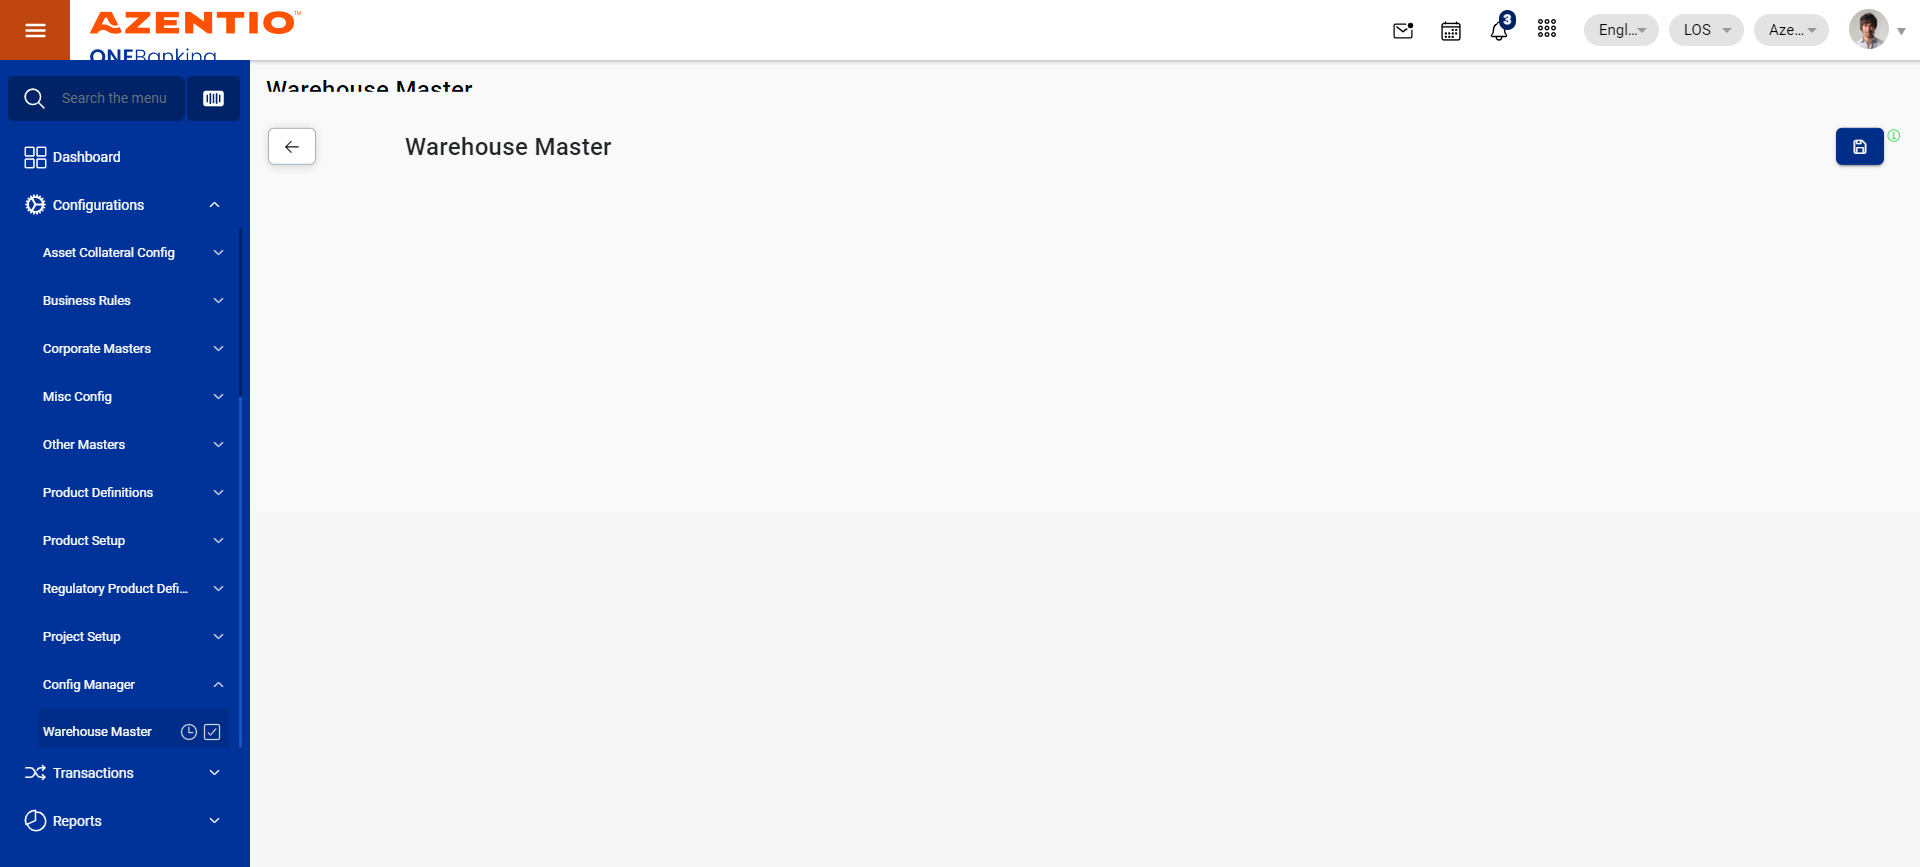 AZENTIO™
ONEBanking
3
Engl...
LOS
Aze...
Search the menu
Warehouse Master
Warehouse Master
Dashboard
Configurations
Asset Collateral Config
Business Rules
Corporate Masters
Misc Config
Other Masters
Product Definitions
Product Setup
Regulatory Product Defi...
Project Setup
Config Manager
Warehouse Master
Transactions
Reports